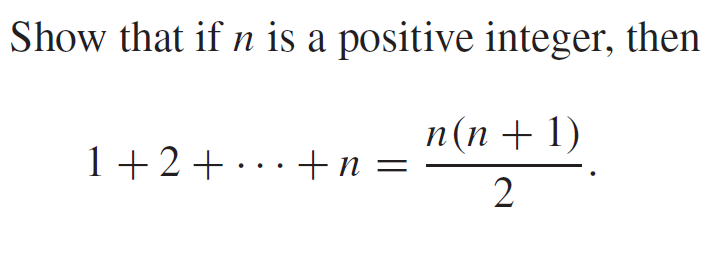 Show that if n is a positive integer, then
1 + 2 + · · · + n = n(n + 1)
2 .